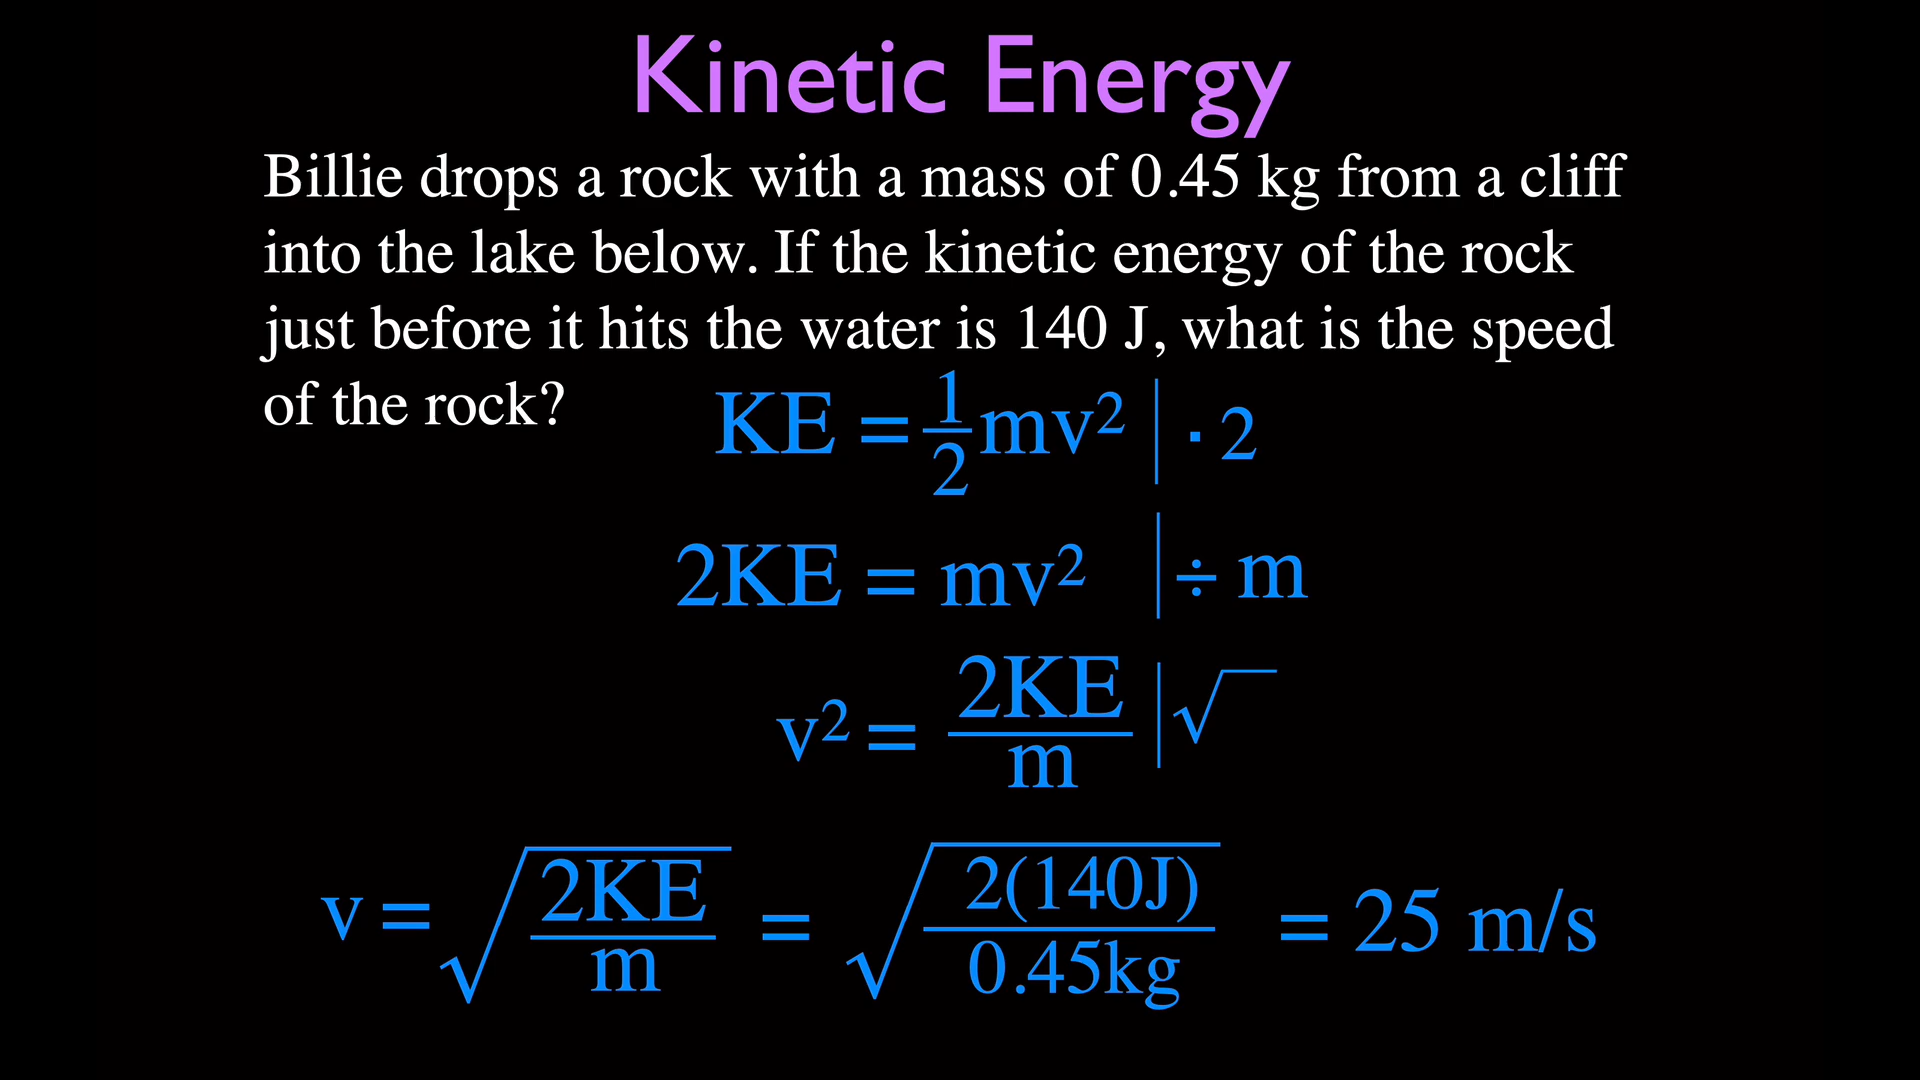 Kinetic Energy
Billie drops a rock with a mass of 0.45 kg from a cliff
into the lake below. If the kinetic energy of the rock
just before it hits the water is 140 J, what is the speed
of the rock?
KE = 1/2 mv² | · 2
2KE = mv² | ÷ m
v² = 2KE/m | √
v = √(2KE/m) = √(2(140J)/0.45kg) = 25 m/s